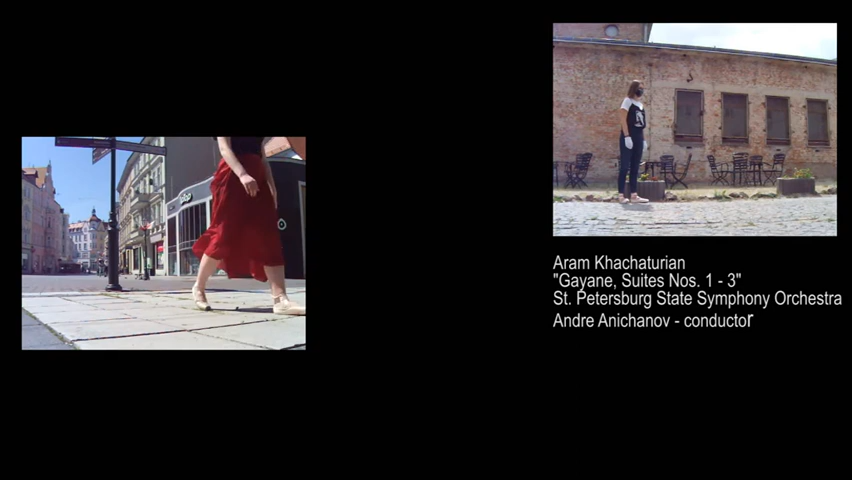 Aram Khachaturian
"Gayane, Suites Nos. 1 - 3"
St. Petersburg State Symphony Orchestra
Andre Anichanov - conductor